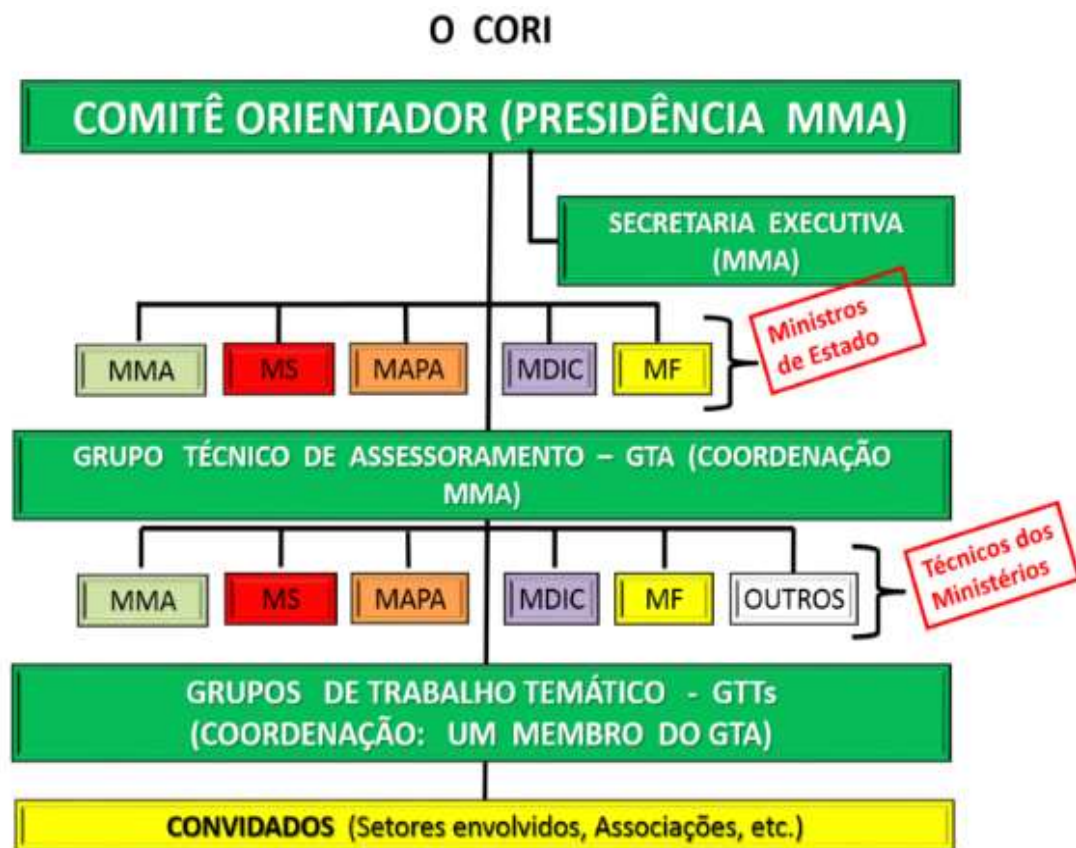 O CORI
COMITÊ ORIENTADOR (PRESIDÊNCIA MMA)
SECRETARIA EXECUTIVA
(MMA)
Ministros
de Estado
MMA MS MAPA MDIC MF
GRUPO TÉCNICO DE ASSESSORAMENTO – GTA (COORDENAÇÃO
MMA)
Técnicos dos
Ministérios
MMA MS MAPA MDIC MF OUTROS
GRUPOS DE TRABALHO TEMÁTICO - GTTs
(COORDENAÇÃO: UM MEMBRO DO GTA)
CONVIDADOS (Setores envolvidos, Associações, etc.)